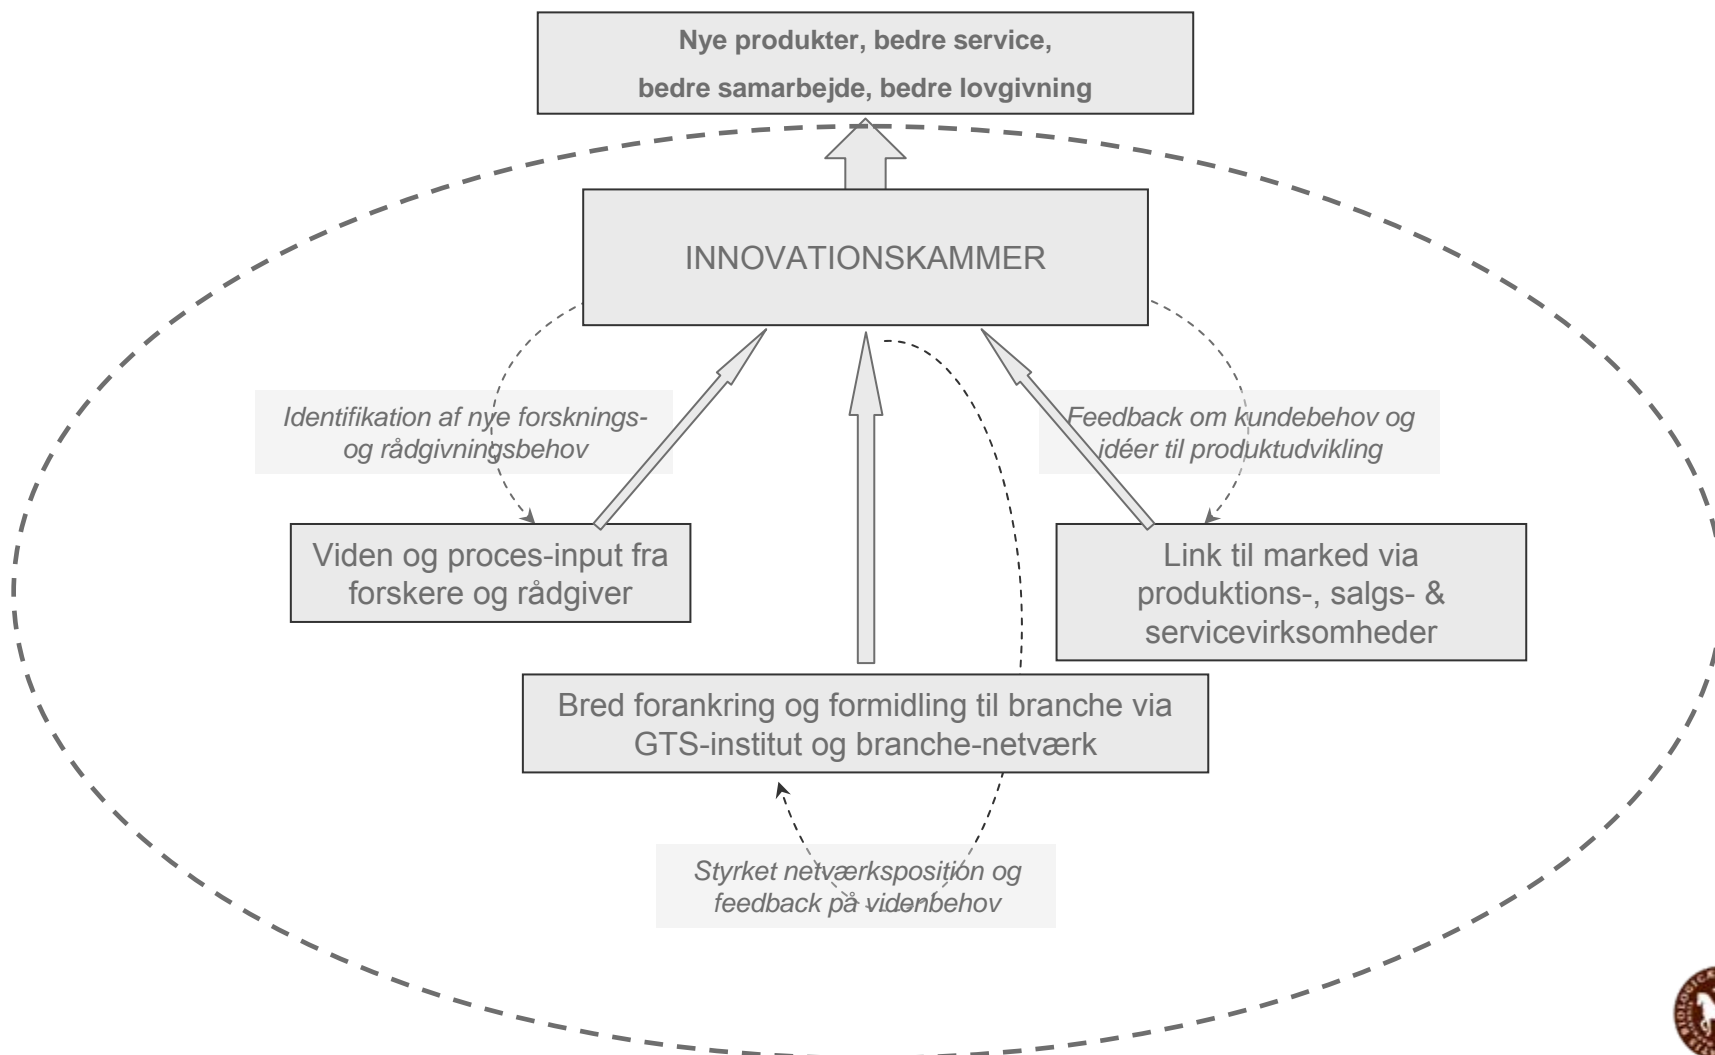 Nye produkter, bedre service,
bedre samarbejde, bedre lovgivning
INNOVATIONSKAMMER
Identifikation af nye forsknings-
og rådgivningsbehov
Feedback om kundebehov og
idéer til produktudvikling
Viden og proces-input fra
forskere og rådgiver
Link til marked via
produktions-, salgs- &
servicevirksomheder
Bred forankring og formidling til branche via
GTS-institut og branche-netværk
Styrket netværksposition og
feedback på videnbehov